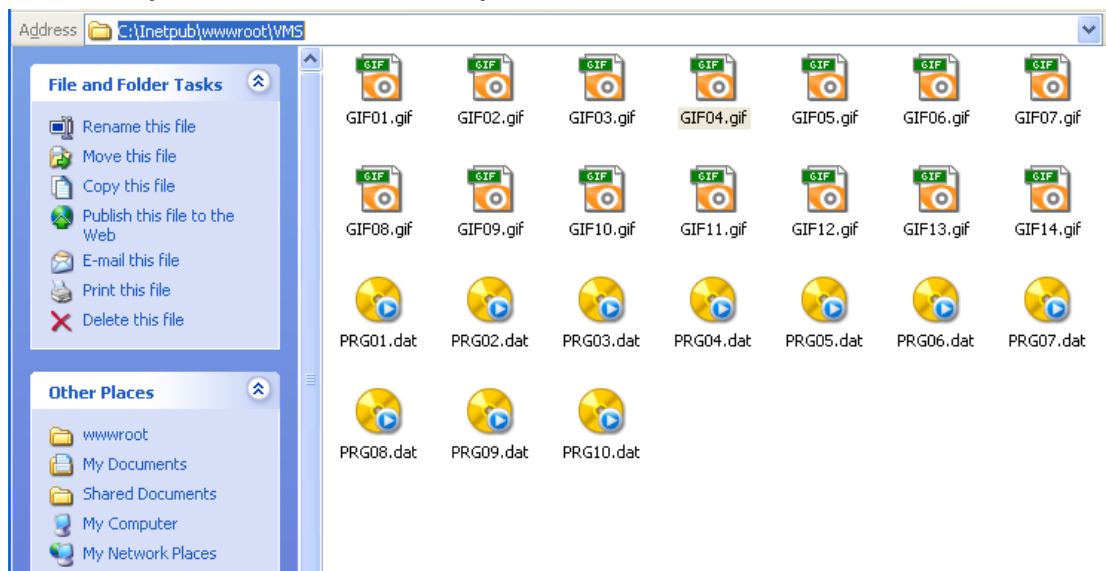 Address C:\Inetpub\wwwroot\VMS
File and Folder Tasks
Rename this file
Move this file
Copy this file
Publish this file to the
Web
E-mail this file
Print this file
Delete this file
Other Places
wwwroot
My Documents
Shared Documents
My Computer
My Network Places
GIF GIF GIF GIF GIF GIF GIF
GIF01.gif GIF02.gif GIF03.gif GIF04.gif GIF05.gif GIF06.gif GIF07.gif
GIF GIF GIF GIF GIF GIF GIF
GIF08.gif GIF09.gif GIF10.gif GIF11.gif GIF12.gif GIF13.gif GIF14.gif
PRG01.dat PRG02.dat PRG03.dat PRG04.dat PRG05.dat PRG06.dat PRG07.dat
PRG08.dat PRG09.dat PRG10.dat